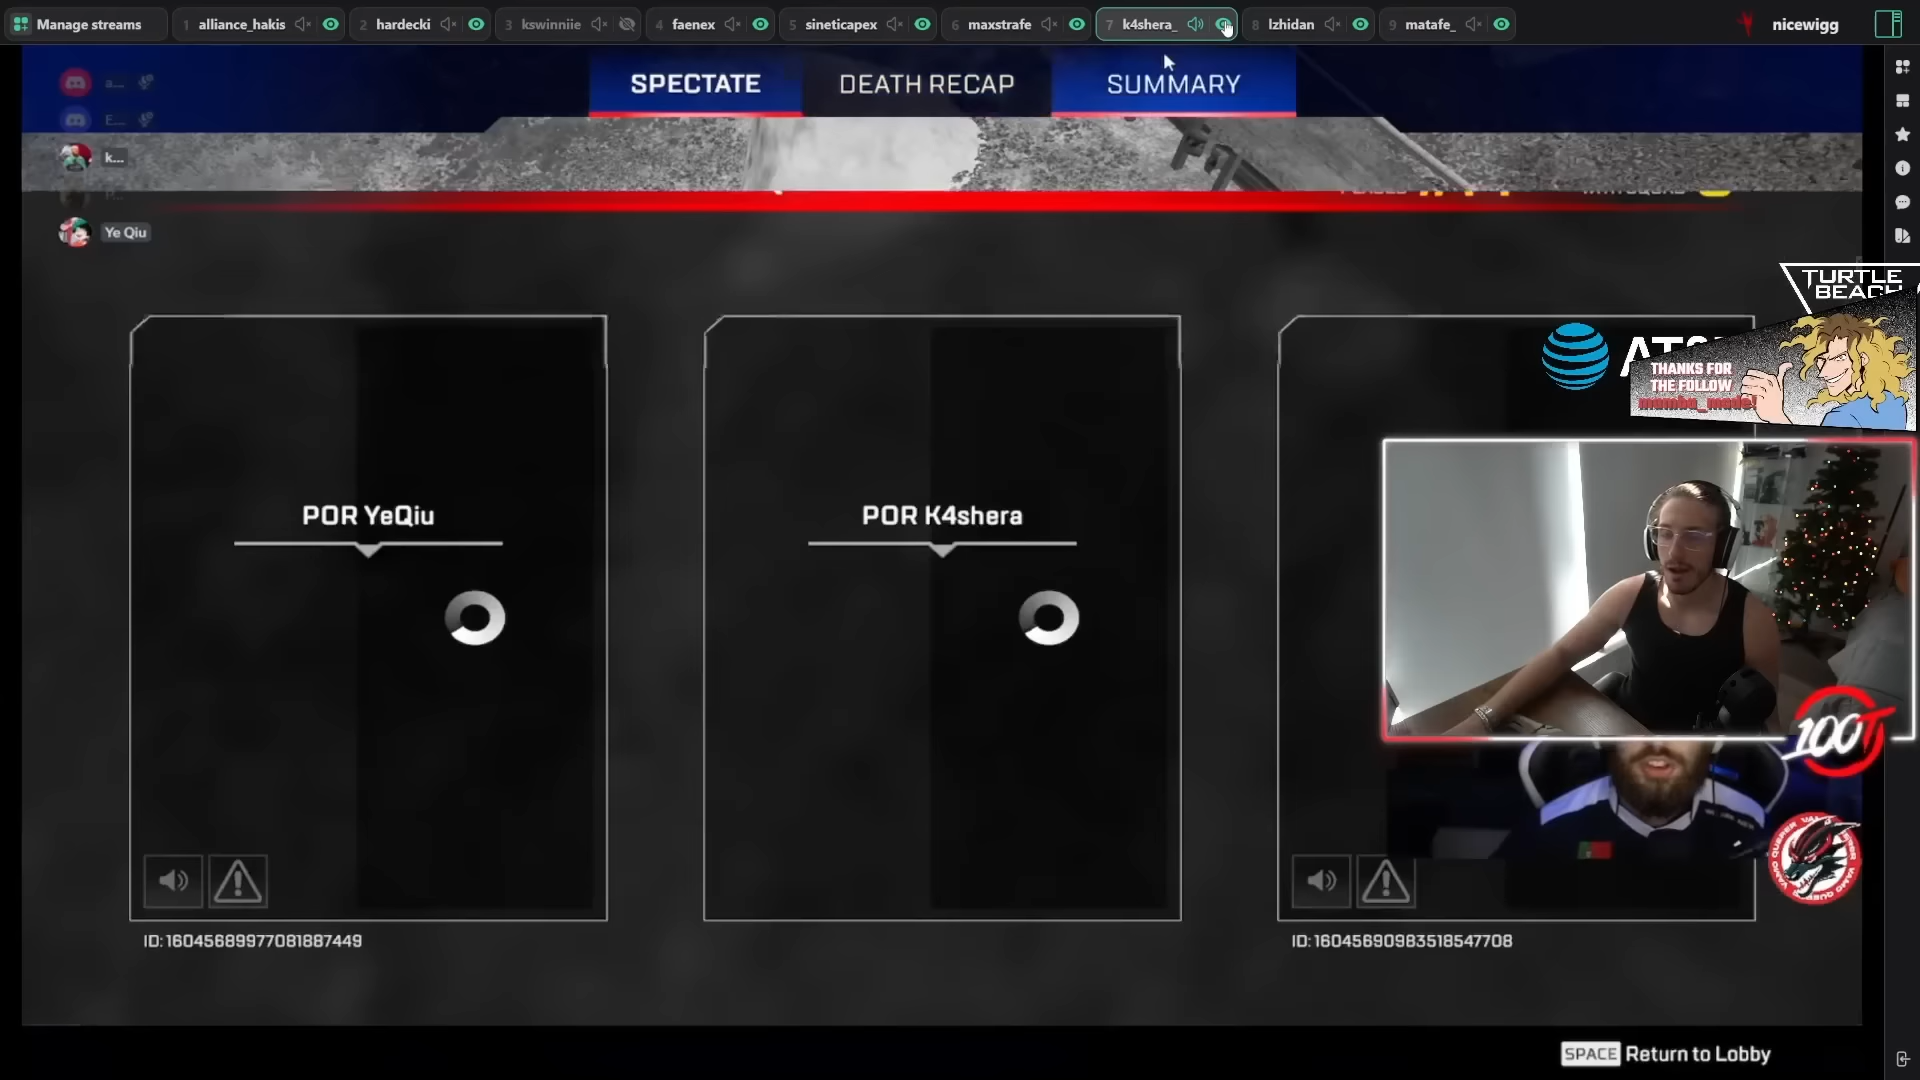 Manage streams
1 alliance_hakis
2 hardecki
3 kswinniie
4 faenex
5 sineticapex
6 maxstrafe
7 k4shera_
8 lzhidan
9 matafe_
nicewigg
SPECTATE
DEATH RECAP
SUMMARY
a...
E...
k...
P...
Ye Qiu
TURTLE
BEACH
THANKS FOR
THE FOLLOW
POR YeQiu
POR K4shera
100T
ID: 16045689977081887449
ID: 16045690983518547708
SPACE Return to Lobby